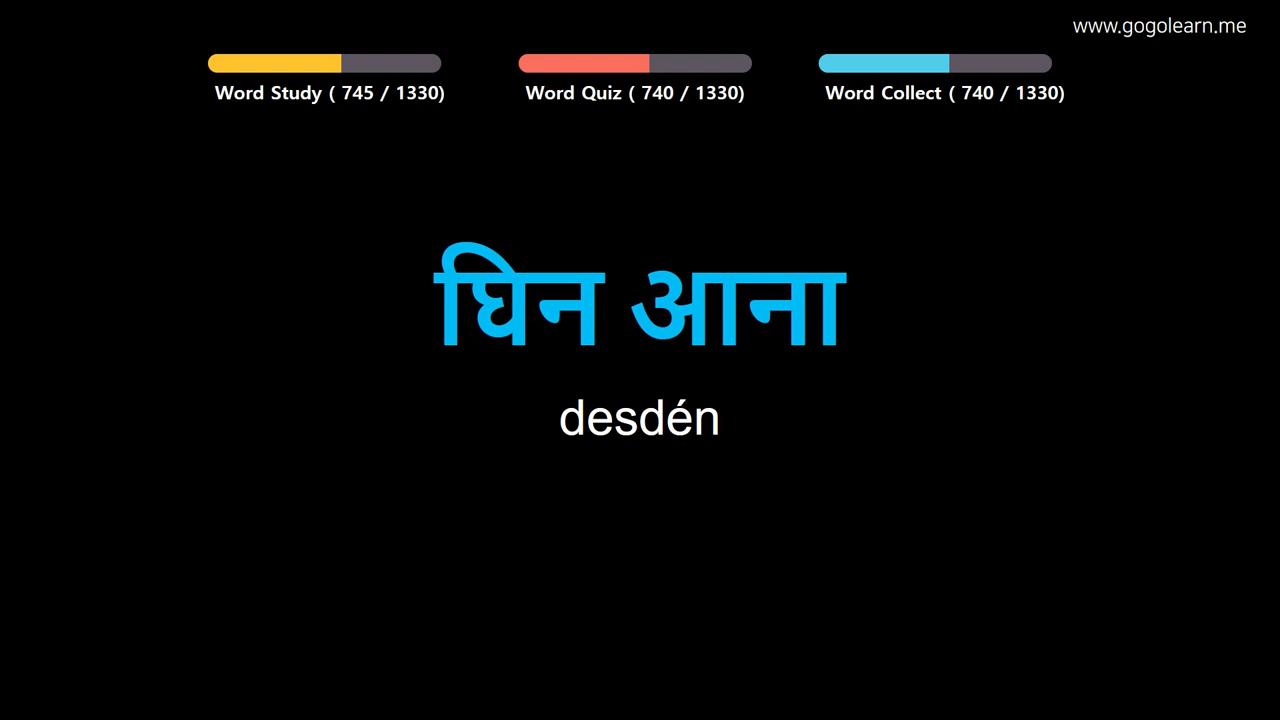 www.gogolearn.me
Word Study ( 745 / 1330)
Word Quiz ( 740 / 1330)
Word Collect ( 740 / 1330)
घिन आना
desdén